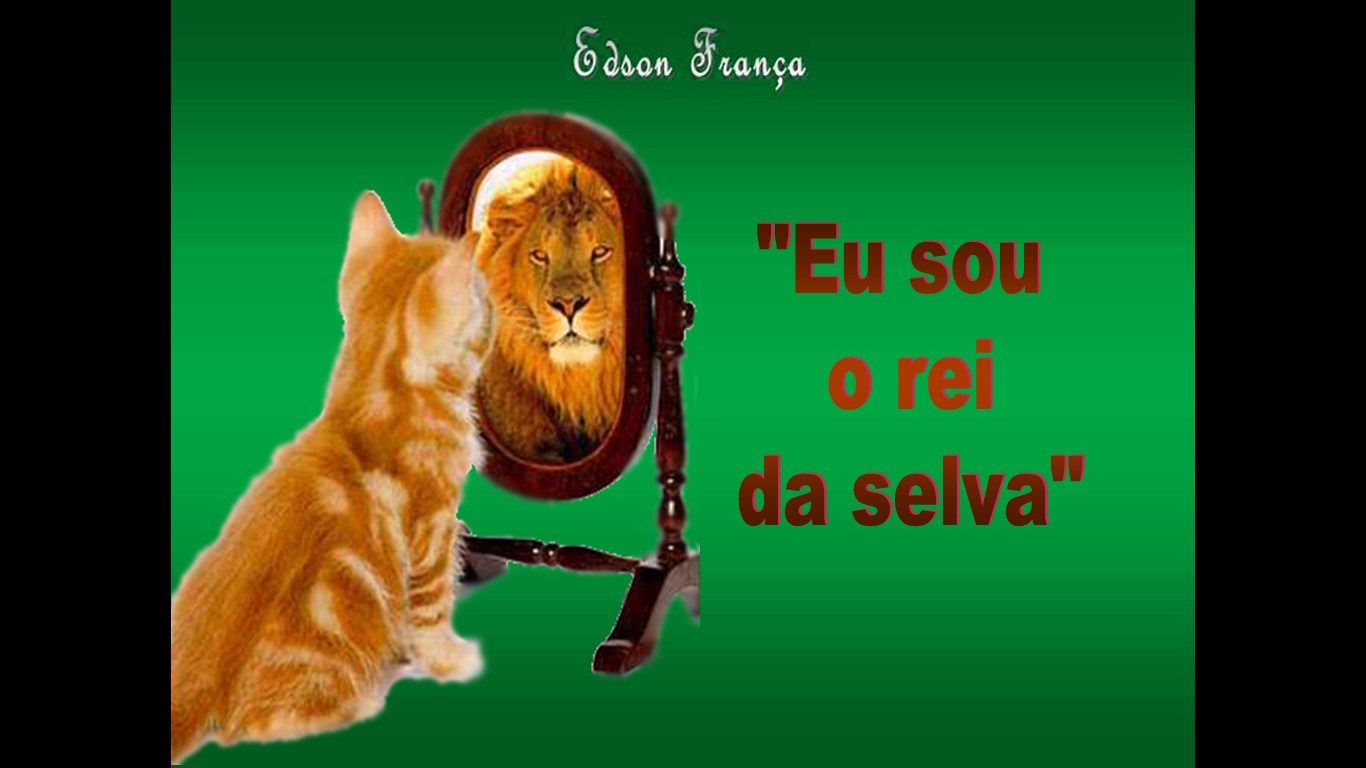 Edson França
"Eu sou
o rei
da selva"